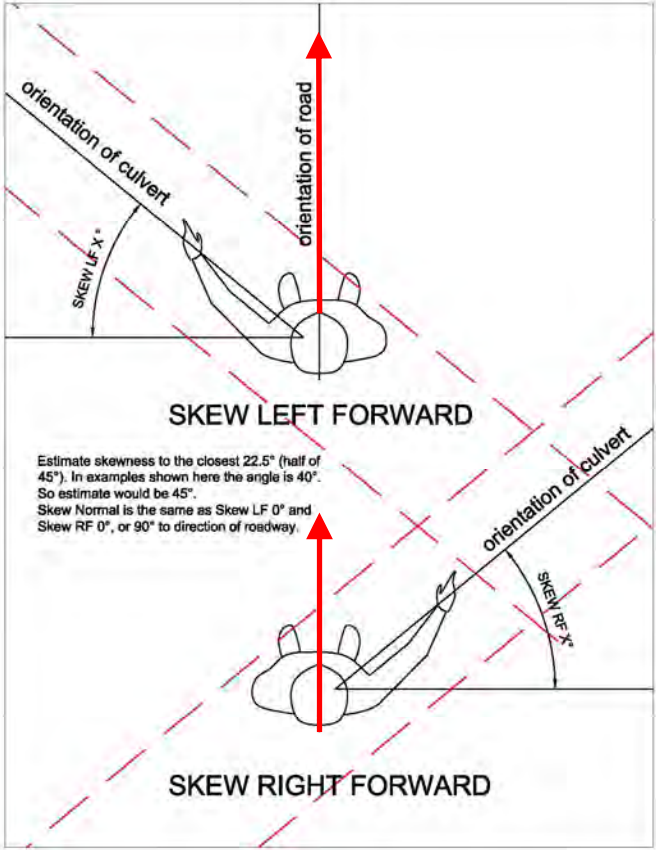 orientation of culvert
orientation of road
SKEW LF X°
SKEW LEFT FORWARD
Estimate skewness to the closest 22.5° (half of
45°). In examples shown here the angle is 40°.
So estimate would be 45°.
Skew Normal is the same as Skew LF 0° and
Skew RF 0°, or 90° to direction of roadway.
orientation of culvert
SKEW RF X°
SKEW RIGHT FORWARD